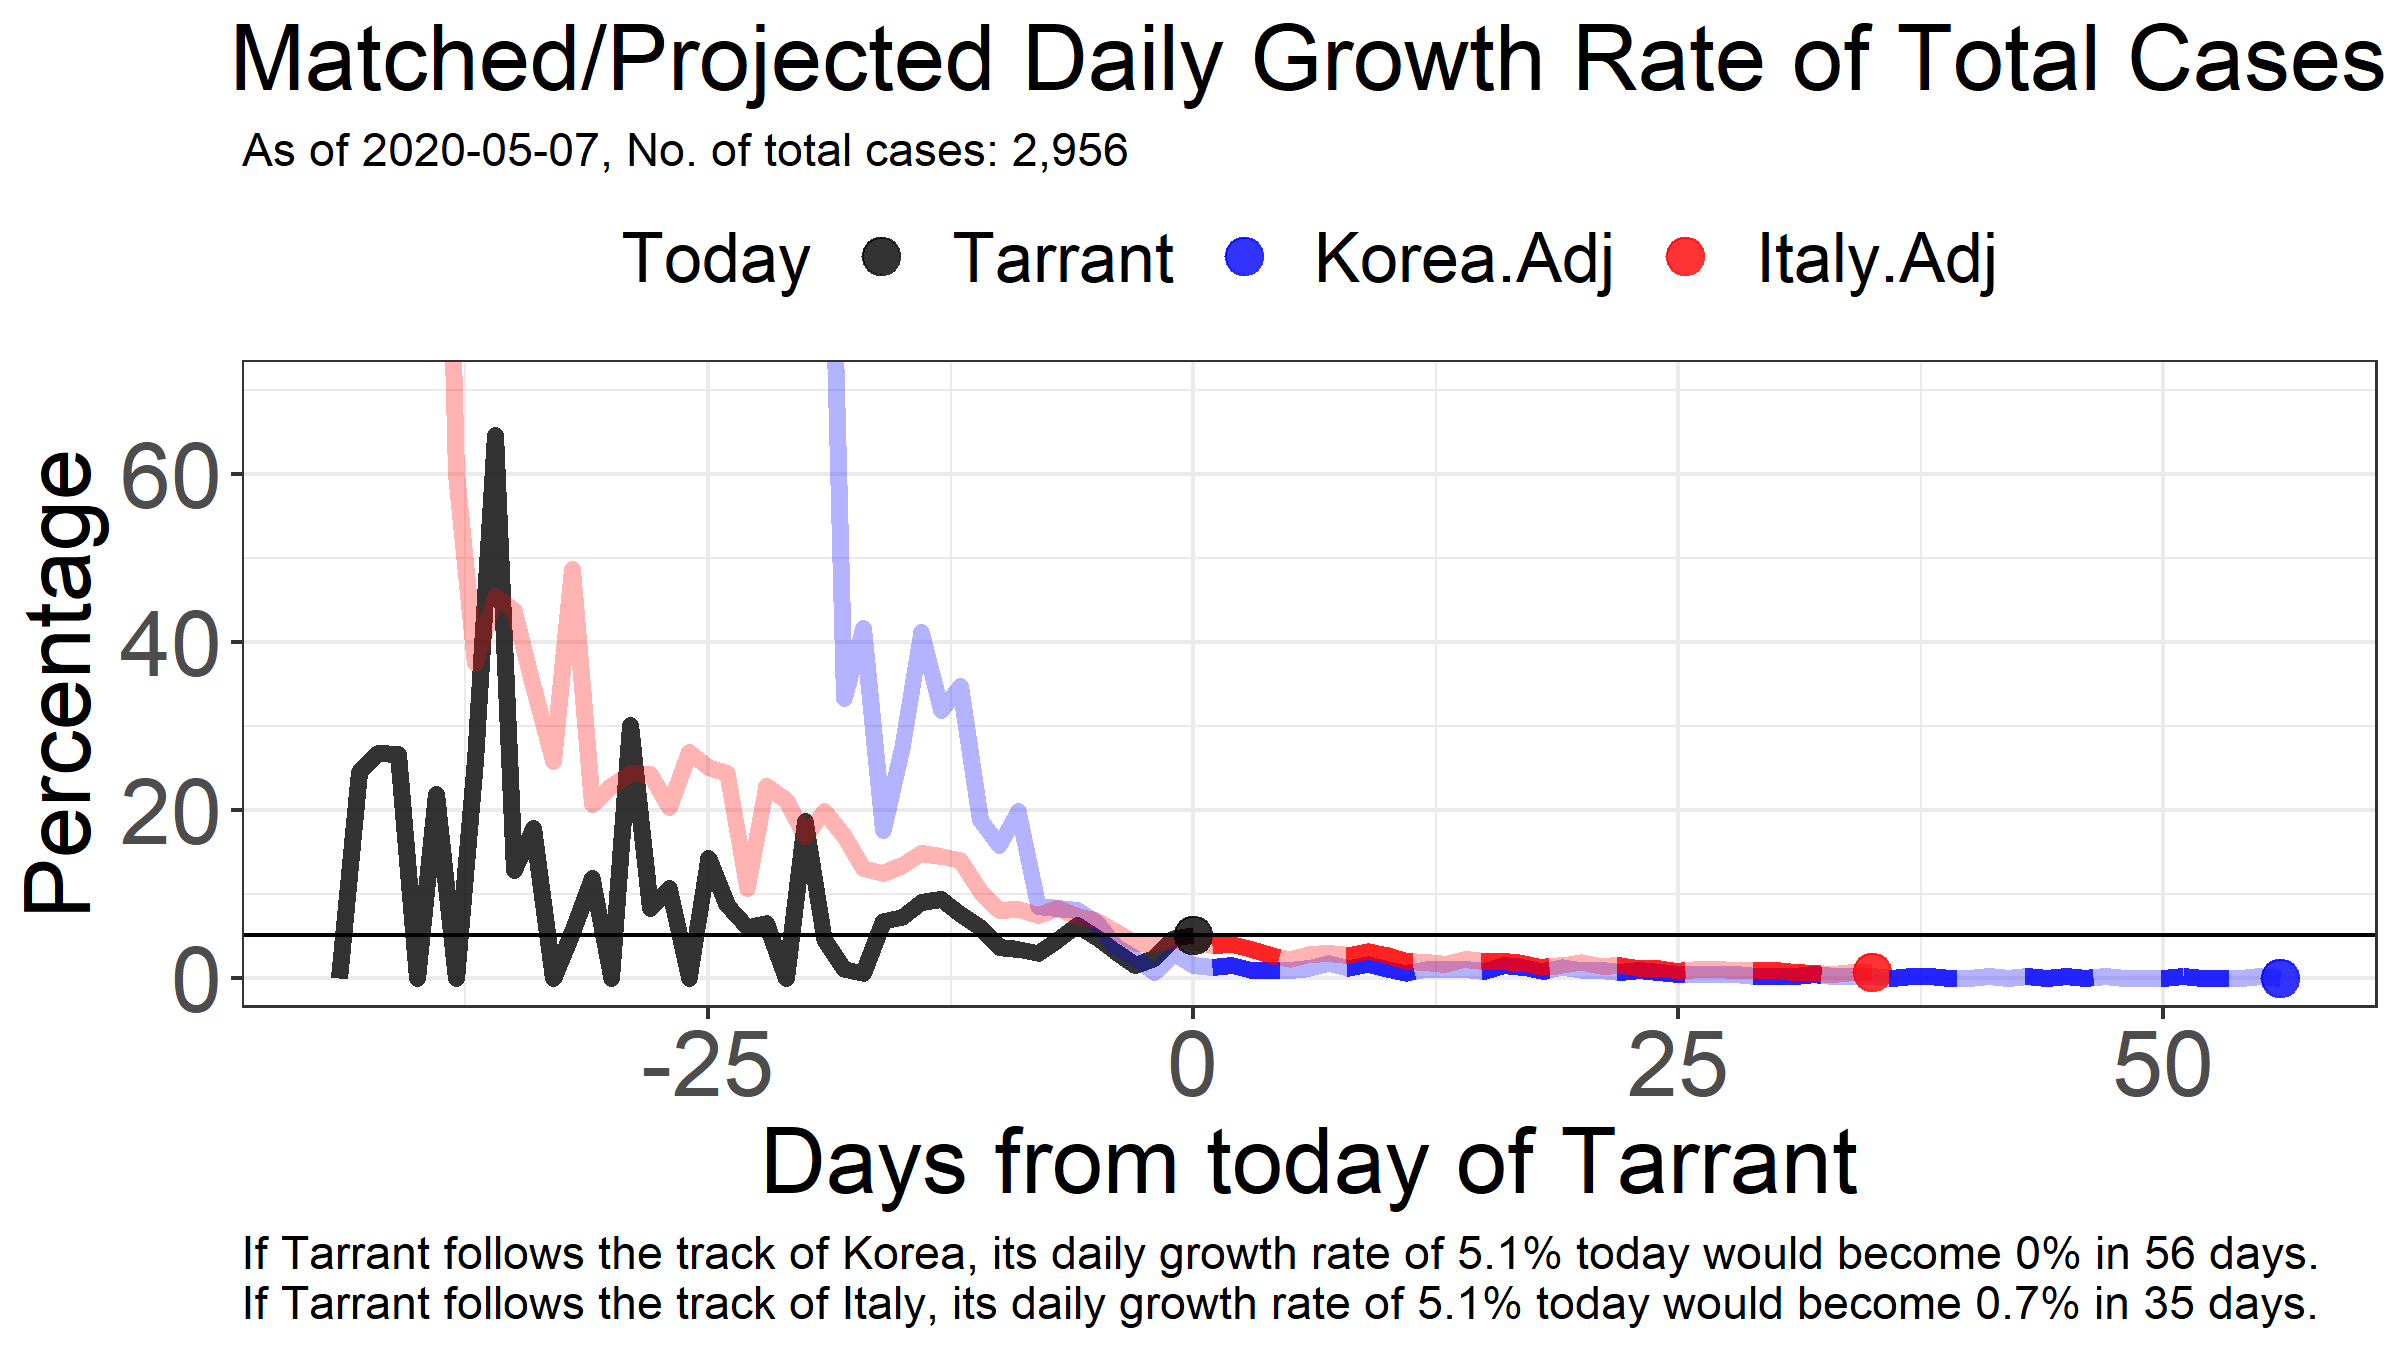 Matched/Projected Daily Growth Rate of Total Cases
As of 2020-05-07, No. of total cases: 2,956
Today Tarrant Korea.Adj Italy.Adj
Percentage
60
40
20
0
-25 0 25 50
Days from today of Tarrant
If Tarrant follows the track of Korea, its daily growth rate of 5.1% today would become 0% in 56 days.
If Tarrant follows the track of Italy, its daily growth rate of 5.1% today would become 0.7% in 35 days.